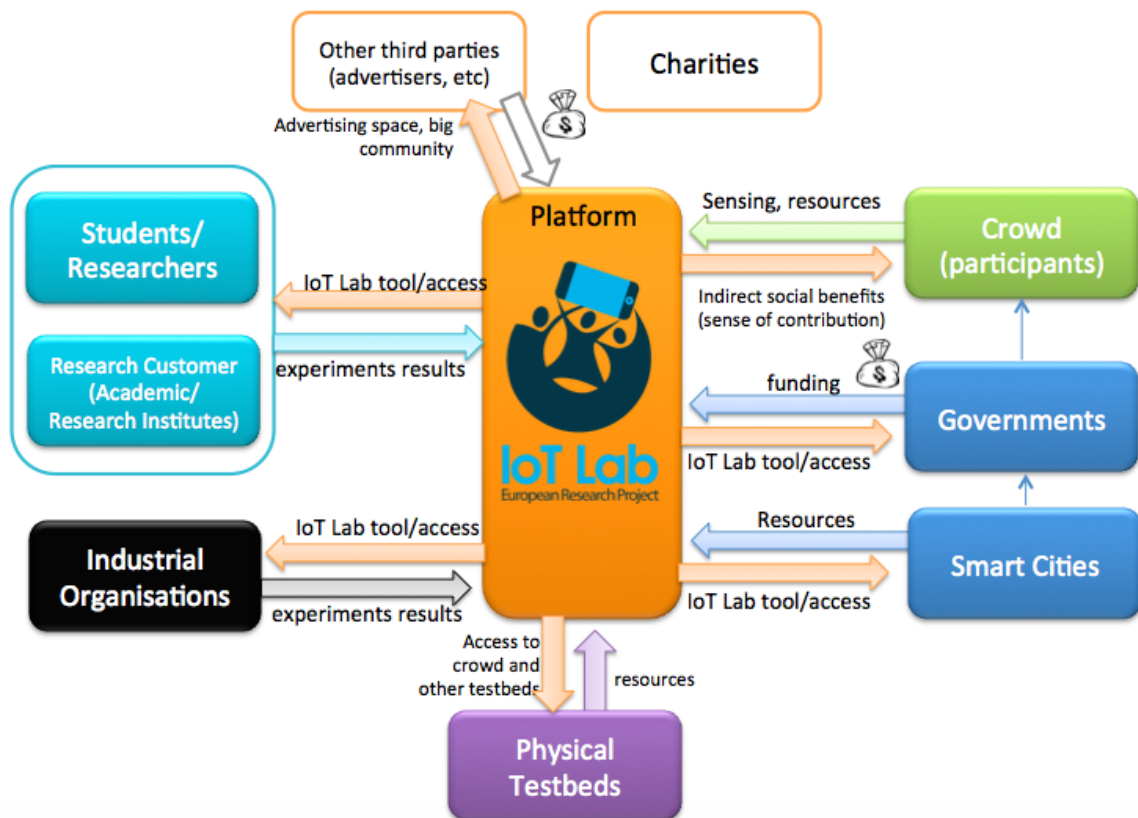 Other third parties
(advertisers, etc)
Charities
$
Advertising space, big
community
Platform
Sensing, resources
Students/
Researchers
Crowd
(participants)
IoT Lab tool/access
Indirect social benefits
(sense of contribution)
Research Customer
(Academic/
Research Institutes)
experiments results
funding
$
Governments
IoT Lab
European Research Project
IoT Lab tool/access
IoT Lab tool/access
Resources
Industrial
Organisations
Smart Cities
experiments results
IoT Lab tool/access
Access to
crowd and
other testbeds
resources
Physical
Testbeds